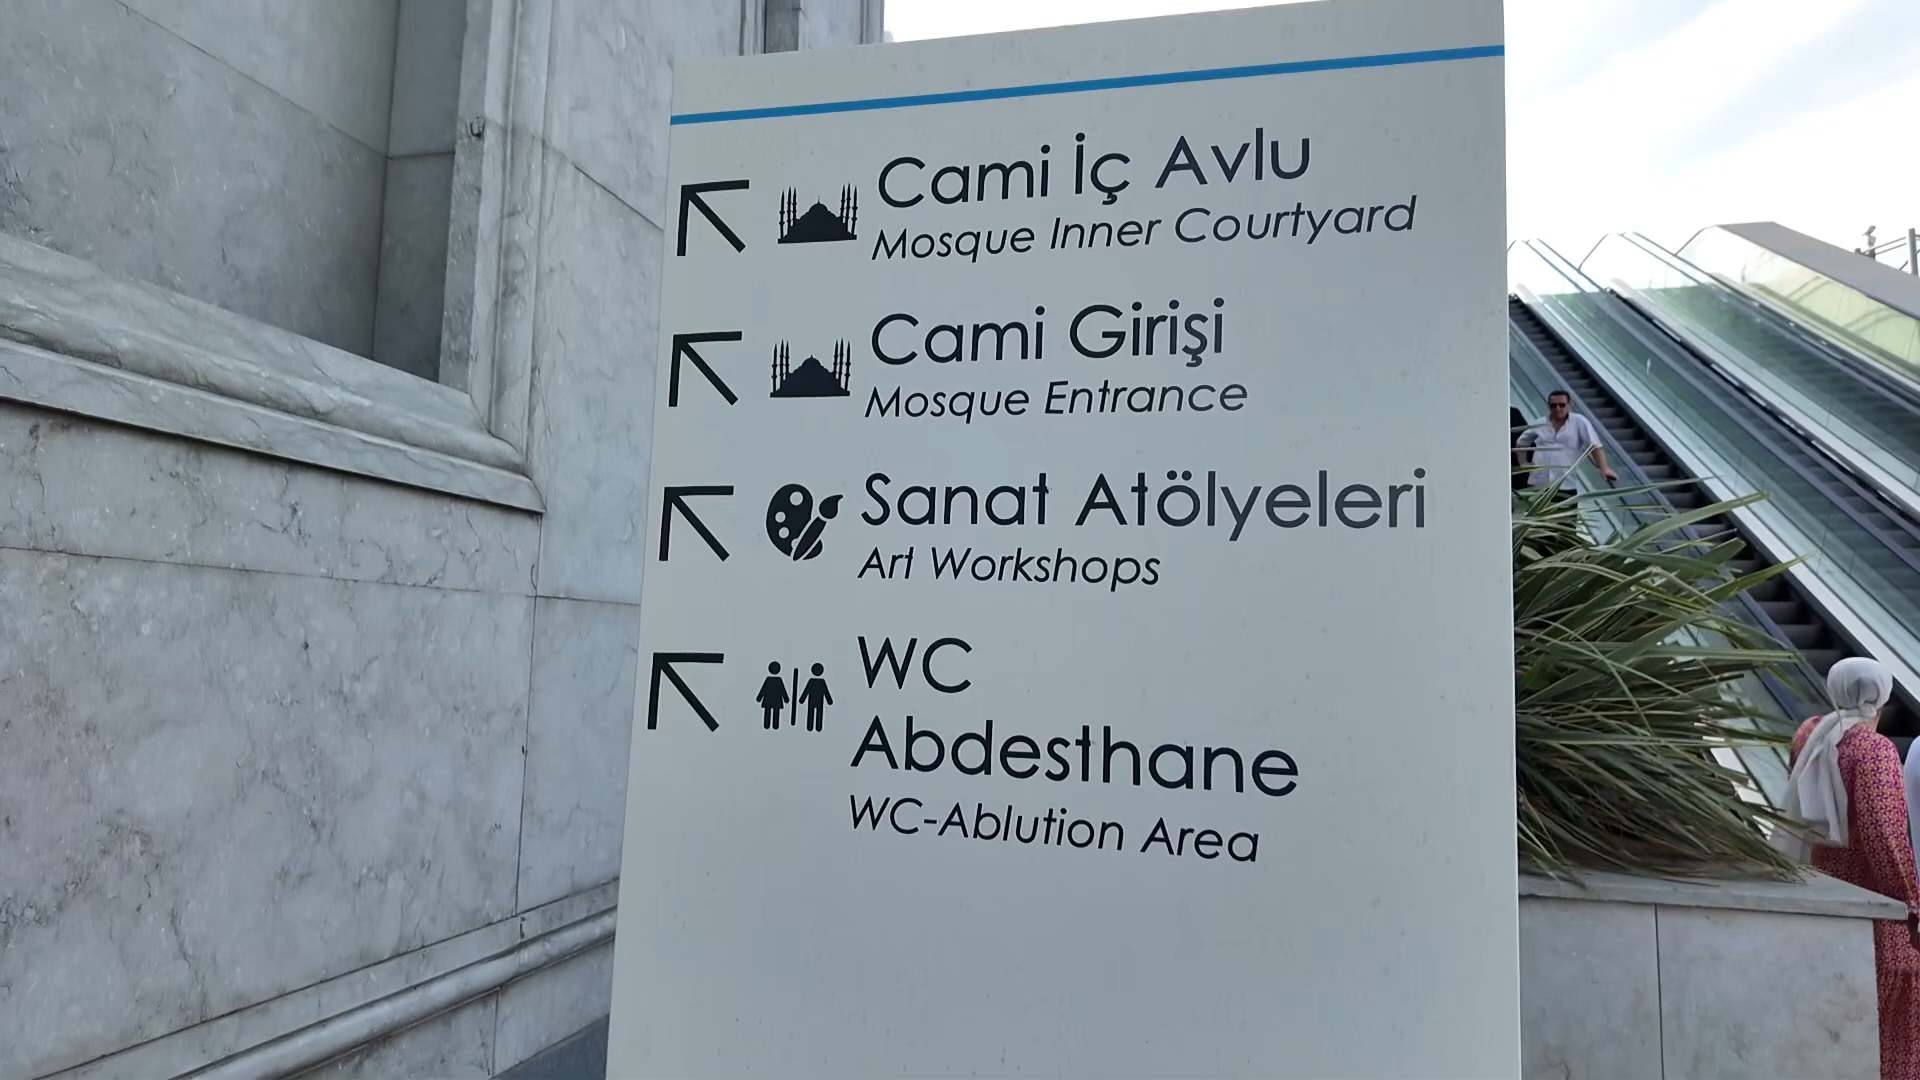 Cami İç Avlu
Mosque Inner Courtyard
Cami Girişi
Mosque Entrance
Sanat Atölyeleri
Art Workshops
WC
Abdesthane
WC-Ablution Area